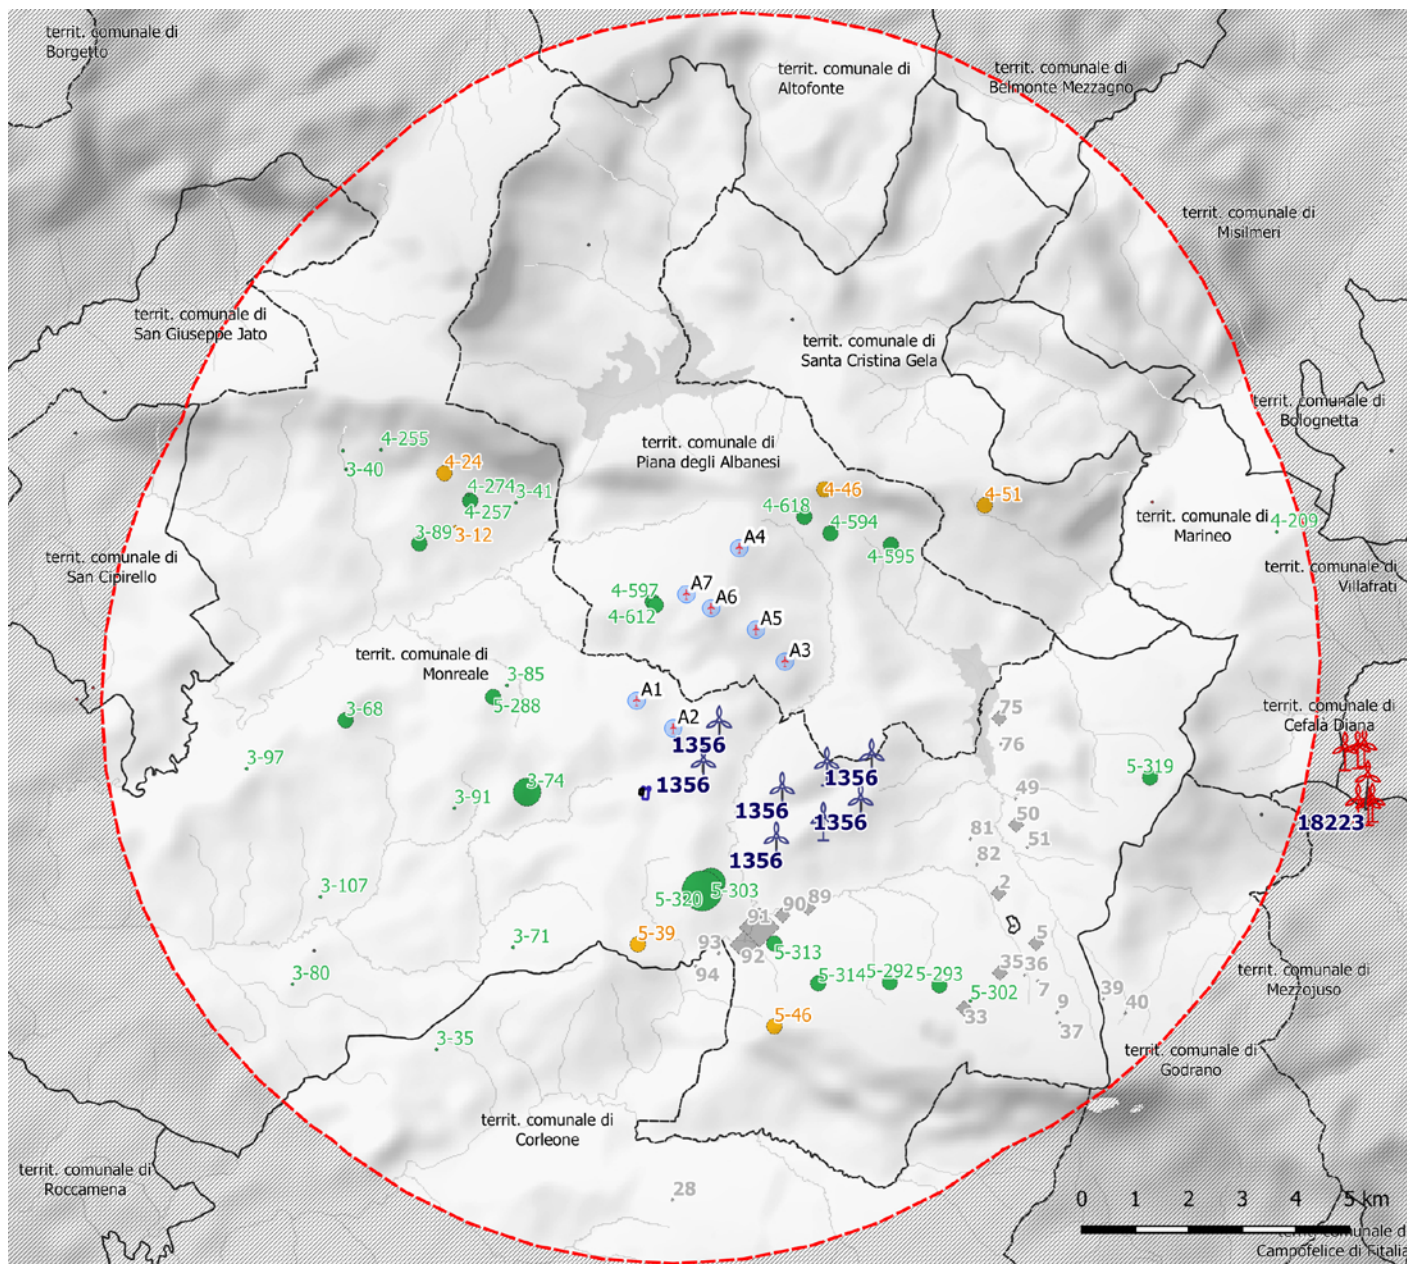 territ. comunale di
Borgetto
territ. comunale di
Altofonte
territ. comunale di
Belmonte Mezzagno
territ. comunale di
Misilmeri
territ. comunale di
San Giuseppe Jato
territ. comunale di
Santa Cristina Gela
territ. comunale di
Bolognetta
territ. comunale di
Piana degli Albanesi
4-255
3-40
4-24
4-274
3-41
4-257
3-89
3-12
4-46
4-618
4-594
4-595
4-51
territ. comunale di
Marineo
4-209
territ. comunale di
San Cipirello
territ. comunale di
Villafrati
A4
A7
A6
A5
A3
4-597
4-612
territ. comunale di
Monreale
3-85
5-288
3-68
A1
A2
75
76
territ. comunale di
Cefalà Diana
3-97
3-91
3-74
1356
1356
1356
1356
1356
1356
5-319
18223
49
50
51
81
82
2
3-107
5-320
5-303
91
90
89
5-39
93
92
94
5-313
3-71
3-80
5-314
5-292
5-293
5-302
33
35
36
5
7
9
37
39
40
territ. comunale di
Mezzojuso
5-46
3-35
territ. comunale di
Godrano
territ. comunale di
Corleone
territ. comunale di
Roccamena
28
0 1 2 3 4 5 km
territ. comunale d
Campofelice di Fitalia